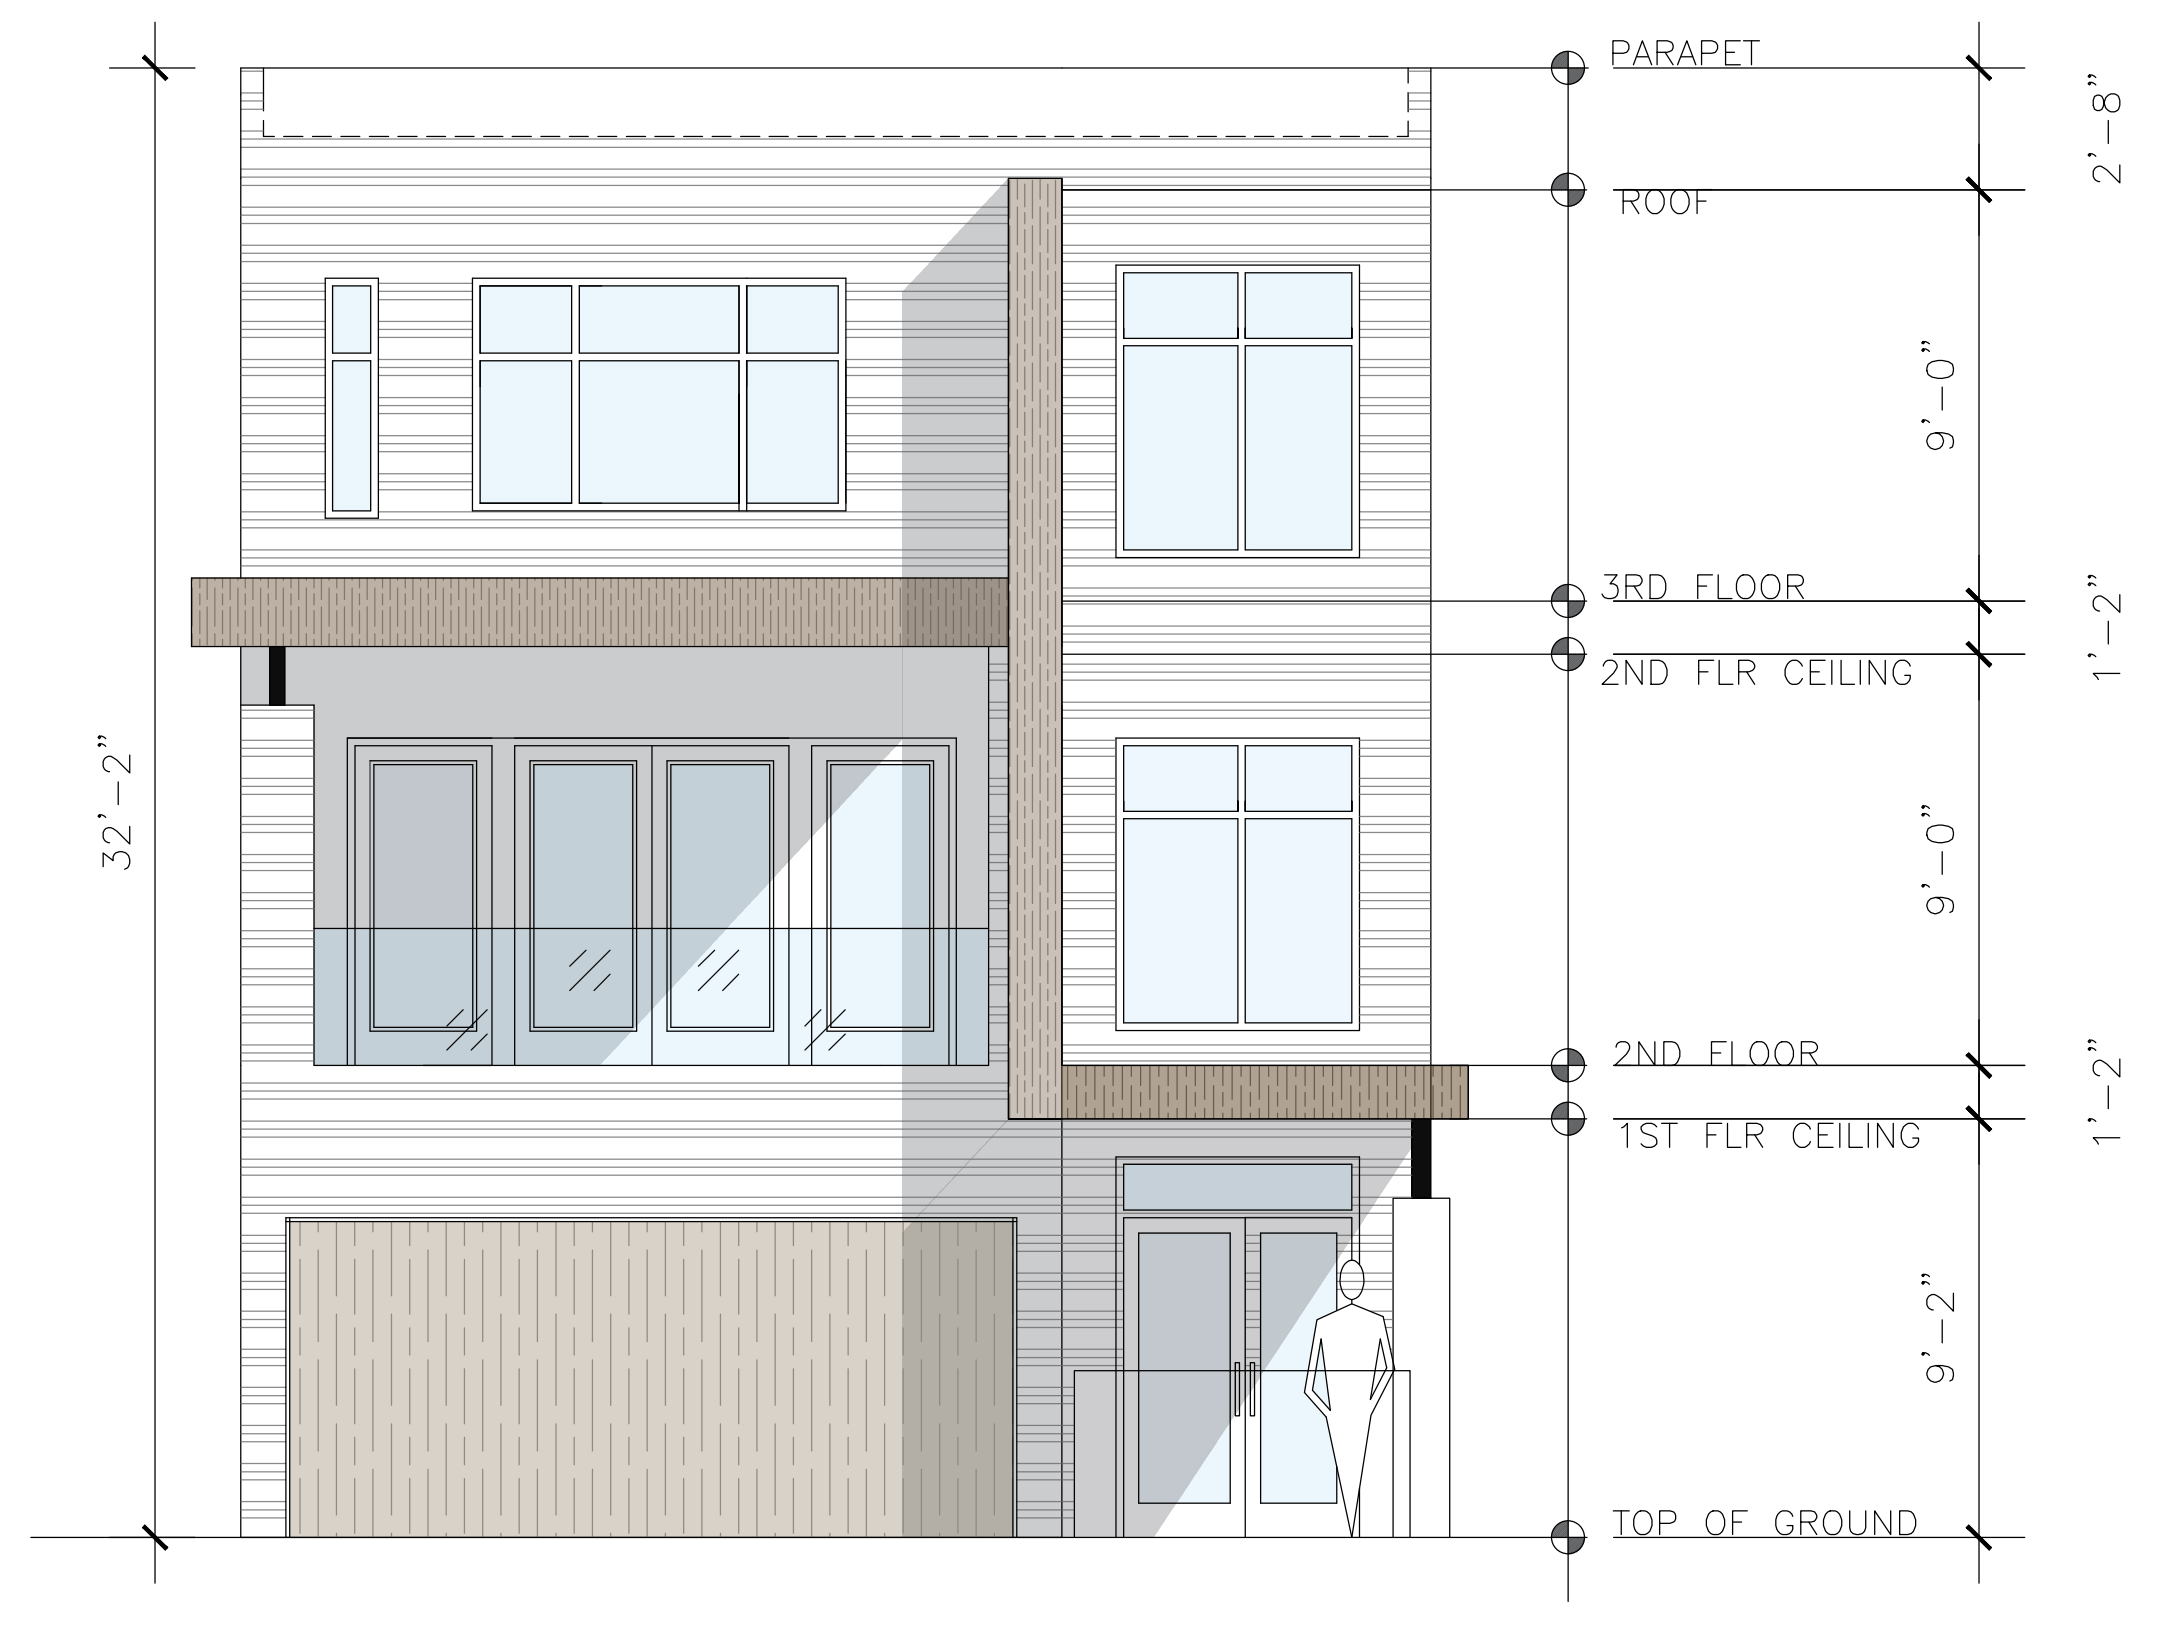 PARAPET
2'-8"
ROOF
9'-0"
3RD FLOOR
1'-2"
2ND FLR CEILING
32'-2"
9'-0"
2ND FLOOR
1'-2"
1ST FLR CEILING
9'-2"
TOP OF GROUND